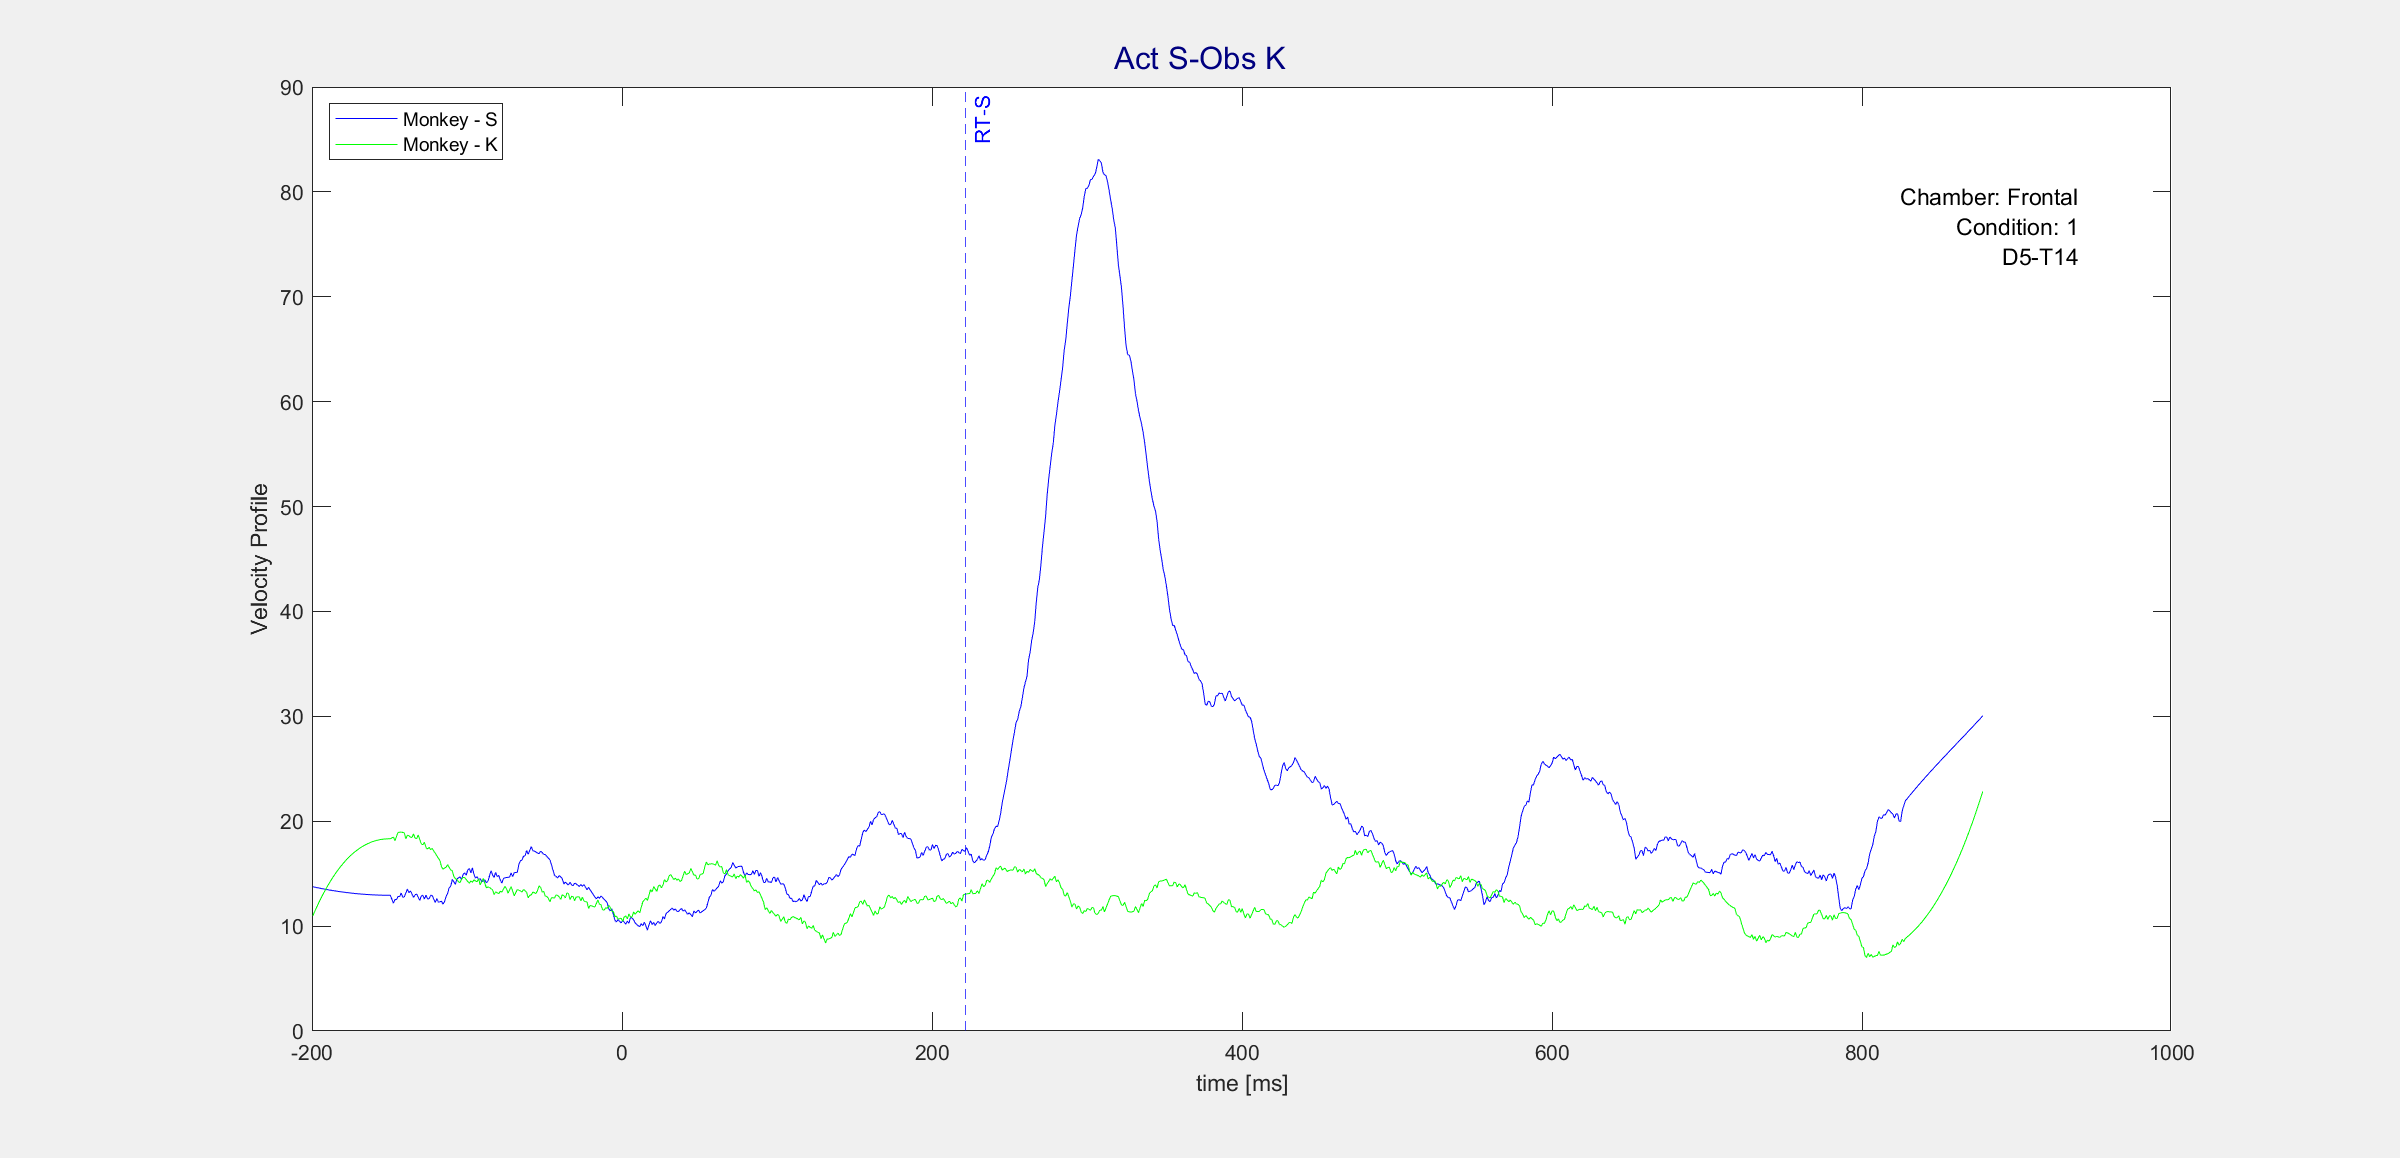 Act S-Obs K
90
80
70
60
50
40
30
20
10
0
Velocity Profile
Monkey - S
Monkey - K
RT-S
Chamber: Frontal
Condition: 1
D5-T14
-200 0 200 400 600 800 1000
time [ms]